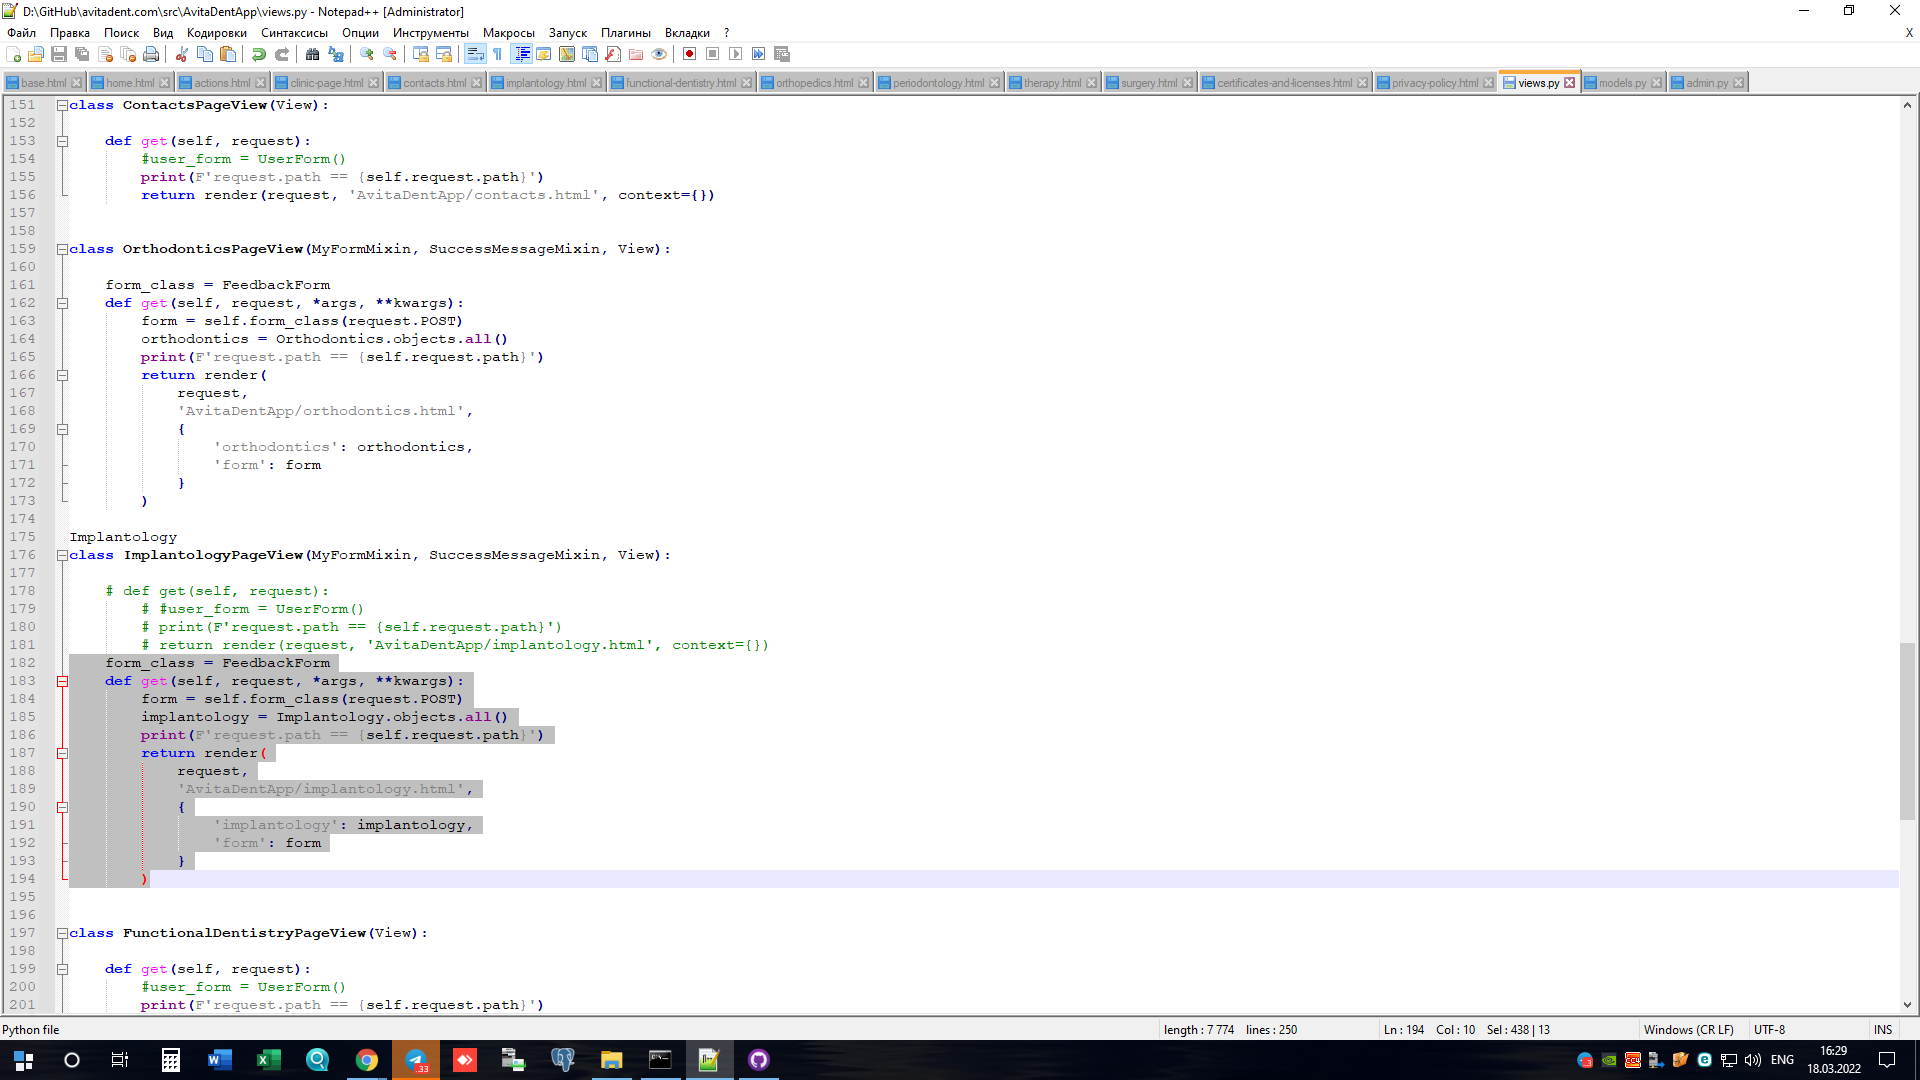 D:\GitHub\avitadent.com\src\AvitaDentApp\views.py - Notepad++ [Administrator]
Файл Правка Поиск Вид Кодировки Синтаксисы Опции Инструменты Макросы Запуск Плагины Вкладки ? X
base.html home.html actions.html clinic-page.html contacts.html implantology.html functional-dentistry.html orthopedics.html periodontology.html therapy.html surgery.html certificates-and-licenses.html privacy-policy.html views.py models.py admin.py
151 class ContactsPageView(View):
152
153     def get(self, request):
154         #user_form = UserForm()
155         print(F'request.path == {self.request.path}')
156         return render(request, 'AvitaDentApp/contacts.html', context={})
157
158
159 class OrthodonticsPageView(MyFormMixin, SuccessMessageMixin, View):
160
161     form_class = FeedbackForm
162     def get(self, request, *args, **kwargs):
163         form = self.form_class(request.POST)
164         orthodontics = Orthodontics.objects.all()
165         print(F'request.path == {self.request.path}')
166         return render(
167             request,
168             'AvitaDentApp/orthodontics.html',
169             {
170                 'orthodontics': orthodontics,
171                 'form': form
172             }
173         )
174
175 Implantology
176 class ImplantologyPageView(MyFormMixin, SuccessMessageMixin, View):
177
178     # def get(self, request):
179         # #user_form = UserForm()
180         # print(F'request.path == {self.request.path}')
181         # return render(request, 'AvitaDentApp/implantology.html', context={})
182     form_class = FeedbackForm
183     def get(self, request, *args, **kwargs):
184         form = self.form_class(request.POST)
185         implantology = Implantology.objects.all()
186         print(F'request.path == {self.request.path}')
187         return render(
188             request,
189             'AvitaDentApp/implantology.html',
190             {
191                 'implantology': implantology,
192                 'form': form
193             }
194         )
195
196
197 class FunctionalDentistryPageView(View):
198
199     def get(self, request):
200         #user_form = UserForm()
201         print(F'request.path == {self.request.path}')
Python file length : 7 774 lines : 250 Ln : 194 Col : 10 Sel : 438 | 13 Windows (CR LF) UTF-8 INS
33 ENG 16:29
18.03.2022